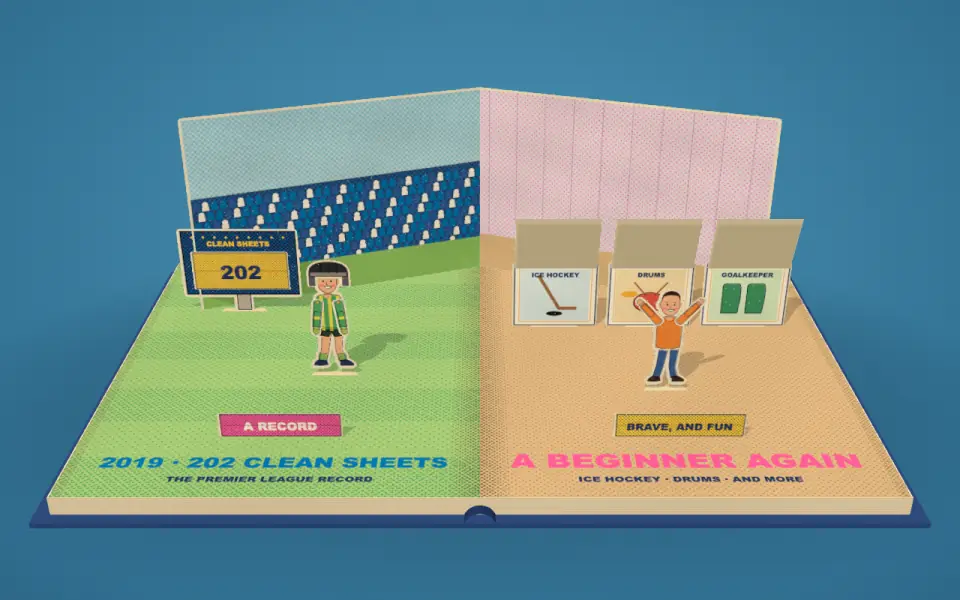 CLEAN SHEETS
202
A RECORD
2019 · 202 CLEAN SHEETS
THE PREMIER LEAGUE RECORD
ICE HOCKEY
DRUMS
GOALKEEPER
BRAVE, AND FUN
A BEGINNER AGAIN
ICE HOCKEY · DRUMS · AND MORE